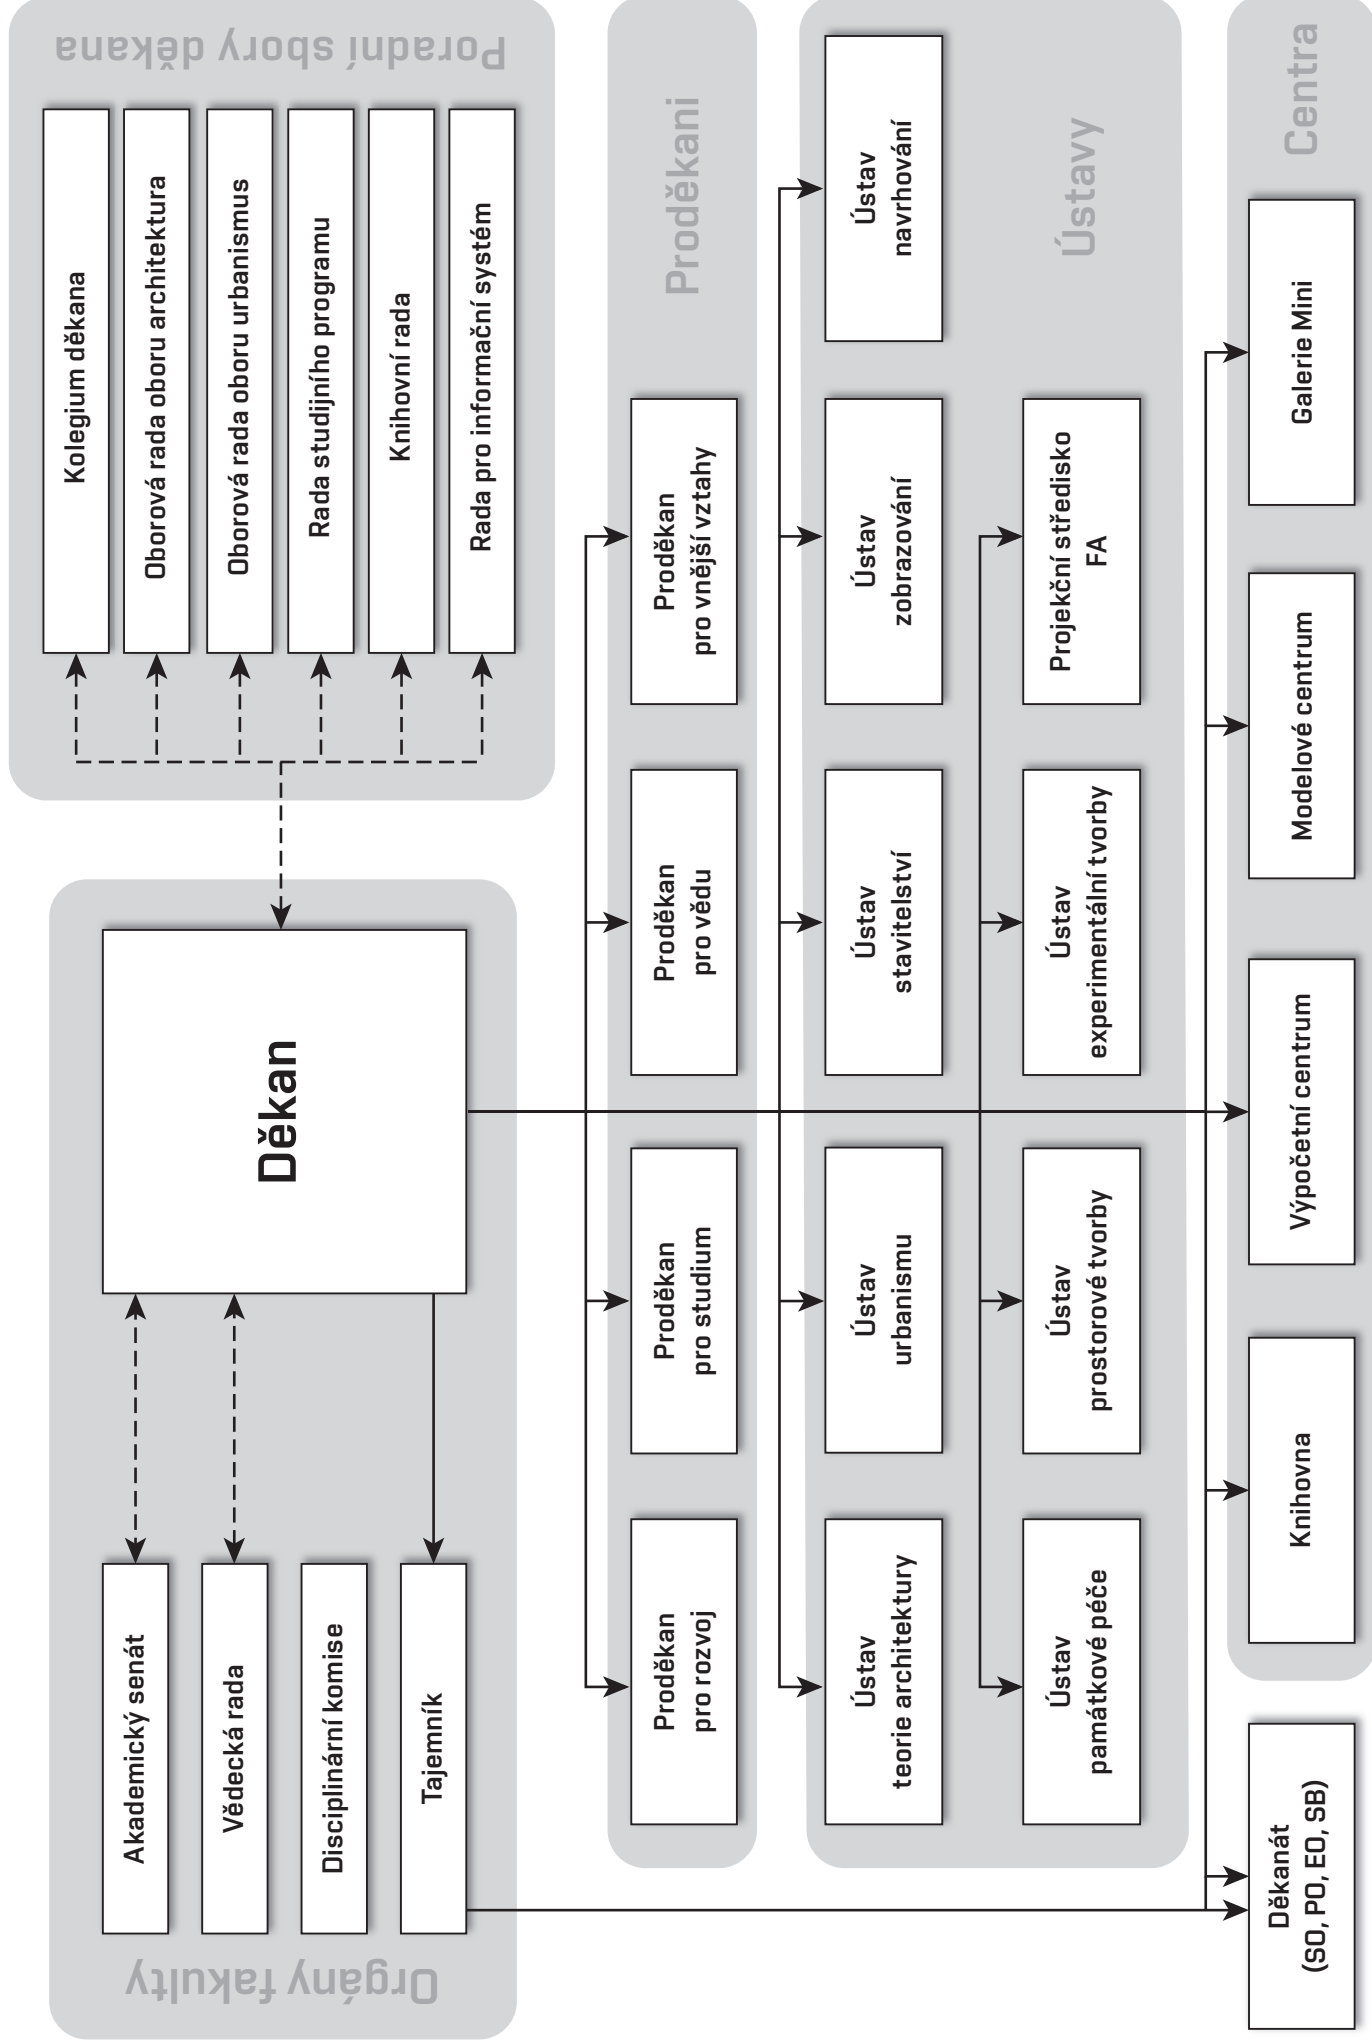 Poradní sbory děkana
Kolegium děkana
Oborová rada oboru architektura
Oborová rada oboru urbanismus
Rada studijního programu
Knihovní rada
Rada pro informační systém
Orgány fakulty
Děkan
Akademický senát
Vědecká rada
Disciplinární komise
Tajemník
Proděkani
Proděkan
pro rozvoj
Proděkan
pro studium
Proděkan
pro vědu
Proděkan
pro vnější vztahy
Ústavy
Ústav
teorie architektury
Ústav
urbanismu
Ústav
stavitelství
Ústav
zobrazování
Ústav
navrhování
Ústav
památkové péče
Ústav
prostorové tvorby
Ústav
experimentální tvorby
Projekční středisko
FA
Centra
Děkanát
(SO, PO, EO, SB)
Knihovna
Výpočetní centrum
Modelové centrum
Galerie Mini